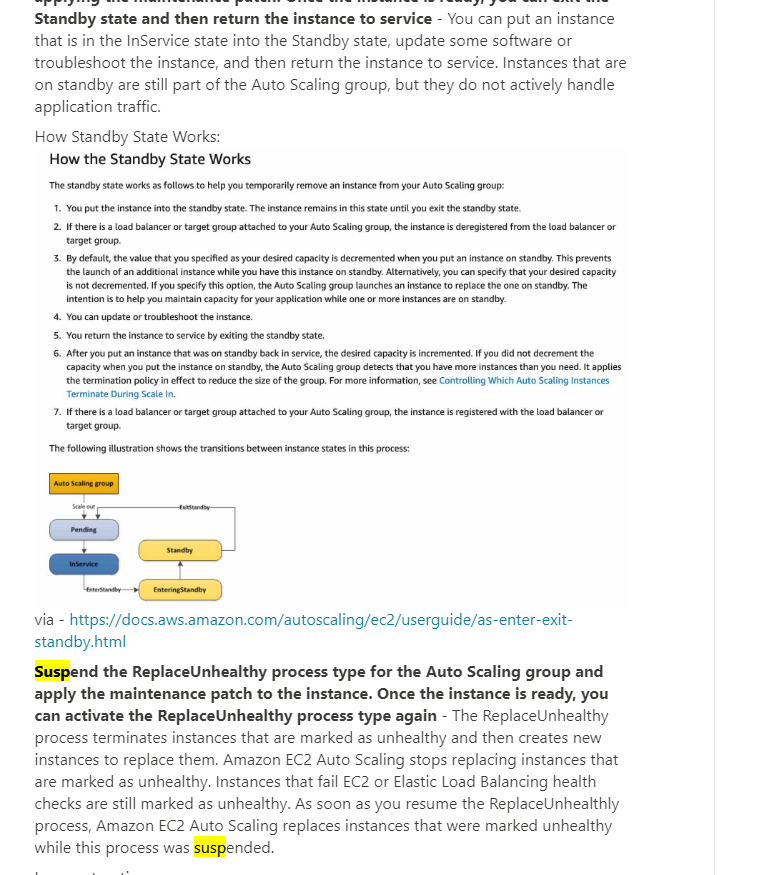 applying the maintenance patch. Once the instance is ready, you can exit the
Standby state and then return the instance to service - You can put an instance
that is in the InService state into the Standby state, update some software or
troubleshoot the instance, and then return the instance to service. Instances that are
on standby are still part of the Auto Scaling group, but they do not actively handle
application traffic.
How Standby State Works:
How the Standby State Works
The standby state works as follows to help you temporarily remove an instance from your Auto Scaling group:
1. You put the instance into the standby state. The instance remains in this state until you exit the standby state.
2. If there is a load balancer or target group attached to your Auto Scaling group, the instance is deregistered from the load balancer or
target group.
3. By default, the value that you specified as your desired capacity is decremented when you put an instance on standby. This prevents
the launch of an additional instance while you have this instance on standby. Alternatively, you can specify that your desired capacity
is not decremented. If you specify this option, the Auto Scaling group launches an instance to replace the one on standby. The
intention is to help you maintain capacity for your application while one or more instances are on standby.
4. You can update or troubleshoot the instance.
5. You return the instance to service by exiting the standby state.
6. After you put an instance that was on standby back in service, the desired capacity is incremented. If you did not decrement the
capacity when you put the instance on standby, the Auto Scaling group detects that you have more instances than you need. It applies
the termination policy in effect to reduce the size of the group. For more information, see Controlling Which Auto Scaling Instances
Terminate During Scale In.
7. If there is a load balancer or target group attached to your Auto Scaling group, the instance is registered with the load balancer or
target group.
The following illustration shows the transitions between instance states in this process:
Auto Scaling group
Scale out
ExitStandby
Pending
Standby
InService
EnterStandby
EnteringStandby
via - https://docs.aws.amazon.com/autoscaling/ec2/userguide/as-enter-exit-
standby.html
Suspend the ReplaceUnhealthy process type for the Auto Scaling group and
apply the maintenance patch to the instance. Once the instance is ready, you
can activate the ReplaceUnhealthy process type again - The ReplaceUnhealthy
process terminates instances that are marked as unhealthy and then creates new
instances to replace them. Amazon EC2 Auto Scaling stops replacing instances that
are marked as unhealthy. Instances that fail EC2 or Elastic Load Balancing health
checks are still marked as unhealthy. As soon as you resume the ReplaceUnhealthly
process, Amazon EC2 Auto Scaling replaces instances that were marked unhealthy
while this process was suspended.